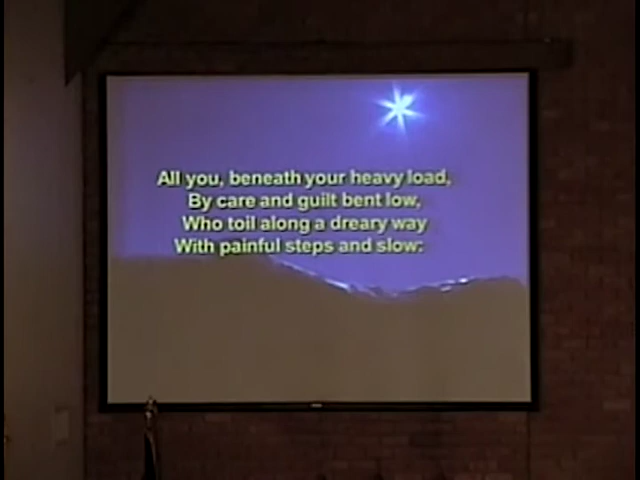 All you, beneath your heavy load,
By care and guilt bent low,
Who toil along a dreary way
With painful steps and slow: